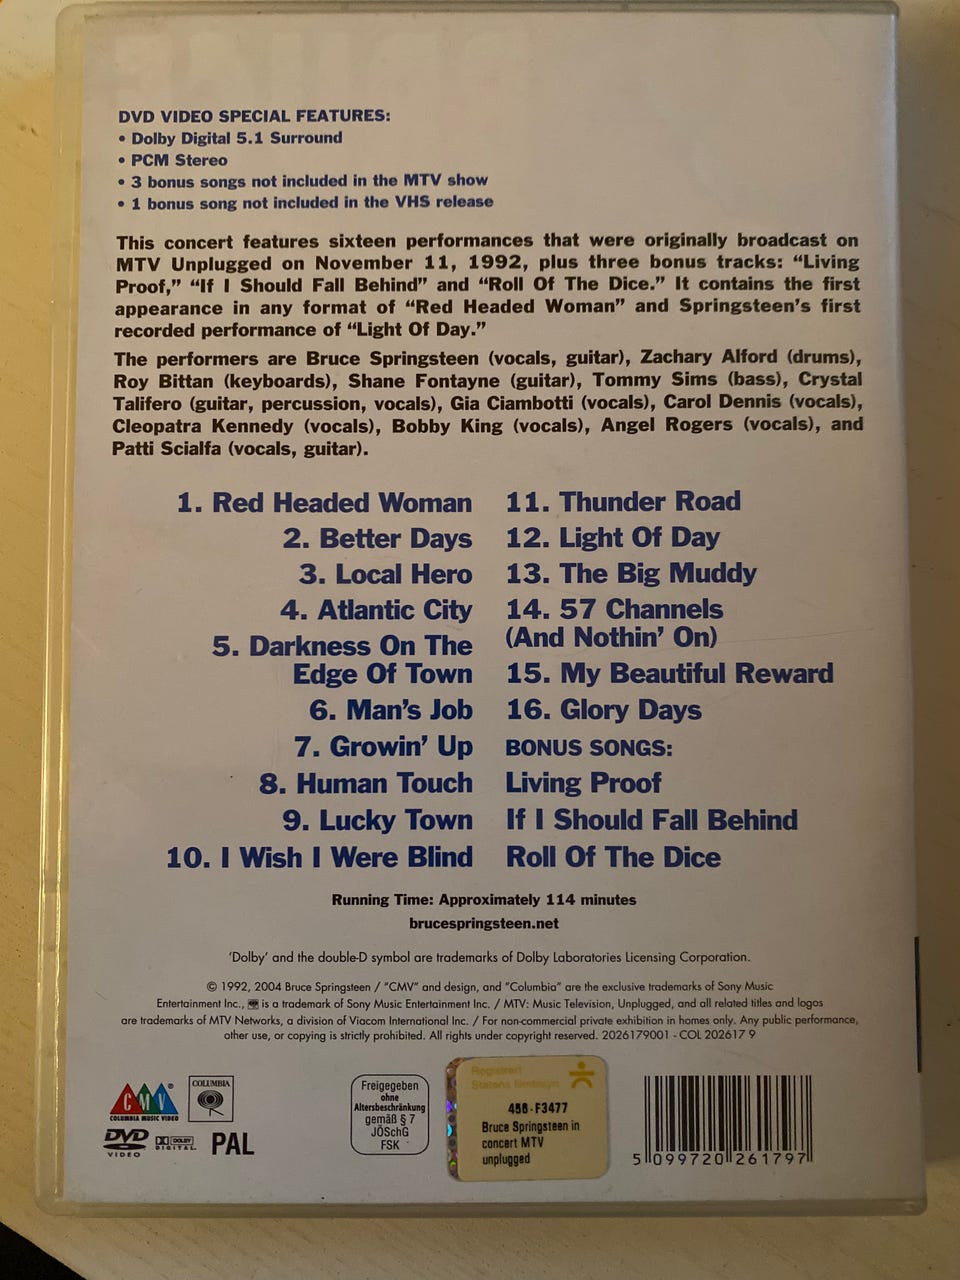 DVD VIDEO SPECIAL FEATURES:
• Dolby Digital 5.1 Surround
• PCM Stereo
• 3 bonus songs not included in the MTV show
• 1 bonus song not included in the VHS release
This concert features sixteen performances that were originally broadcast on
MTV Unplugged on November 11, 1992, plus three bonus tracks: “Living
Proof,” “If I Should Fall Behind” and “Roll Of The Dice.” It contains the first
appearance in any format of “Red Headed Woman” and Springsteen’s first
recorded performance of “Light Of Day.”
The performers are Bruce Springsteen (vocals, guitar), Zachary Alford (drums),
Roy Bittan (keyboards), Shane Fontayne (guitar), Tommy Sims (bass), Crystal
Talifero (guitar, percussion, vocals), Gia Ciambotti (vocals), Carol Dennis (vocals),
Cleopatra Kennedy (vocals), Bobby King (vocals), Angel Rogers (vocals), and
Patti Scialfa (vocals, guitar).
1. Red Headed Woman
2. Better Days
3. Local Hero
4. Atlantic City
5. Darkness On The
Edge Of Town
6. Man’s Job
7. Growin’ Up
8. Human Touch
9. Lucky Town
10. I Wish I Were Blind
11. Thunder Road
12. Light Of Day
13. The Big Muddy
14. 57 Channels
(And Nothin’ On)
15. My Beautiful Reward
16. Glory Days
BONUS SONGS:
Living Proof
If I Should Fall Behind
Roll Of The Dice
Running Time: Approximately 114 minutes
brucespringsteen.net
‘Dolby’ and the double-D symbol are trademarks of Dolby Laboratories Licensing Corporation.
© 1992, 2004 Bruce Springsteen / “CMV” and design, and “Columbia” are the exclusive trademarks of Sony Music
Entertainment Inc., is a trademark of Sony Music Entertainment Inc. / MTV: Music Television, Unplugged, and all related titles and logos
are trademarks of MTV Networks, a division of Viacom International Inc. / For non-commercial private exhibition in homes only. Any public performance,
other use, or copying is strictly prohibited. All rights under copyright reserved. 2026179001 - COL 202617 9
CMV®
COLUMBIA MUSIC VIDEO
COLUMBIA
DVD
VIDEO
DOLBY
DIGITAL
PAL
Freigegeben
ohne
Altersbeschränkung
gemäß § 7
JÖSchG
FSK
Registrert
Statens filmtilsyn
456-F3477
Bruce Springsteen in
concert MTV
unplugged
5 099720 261797